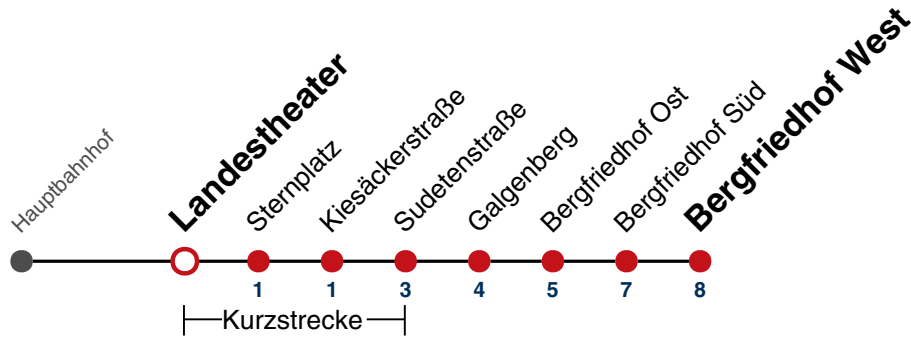 Hauptbahnhof
Landestheater
Sternplatz
Kiesäckerstraße
Sudetenstraße
Galgenberg
Bergfriedhof Ost
Bergfriedhof Süd
Bergfriedhof West
1 1 3 4 5 7 8
Kurzstrecke